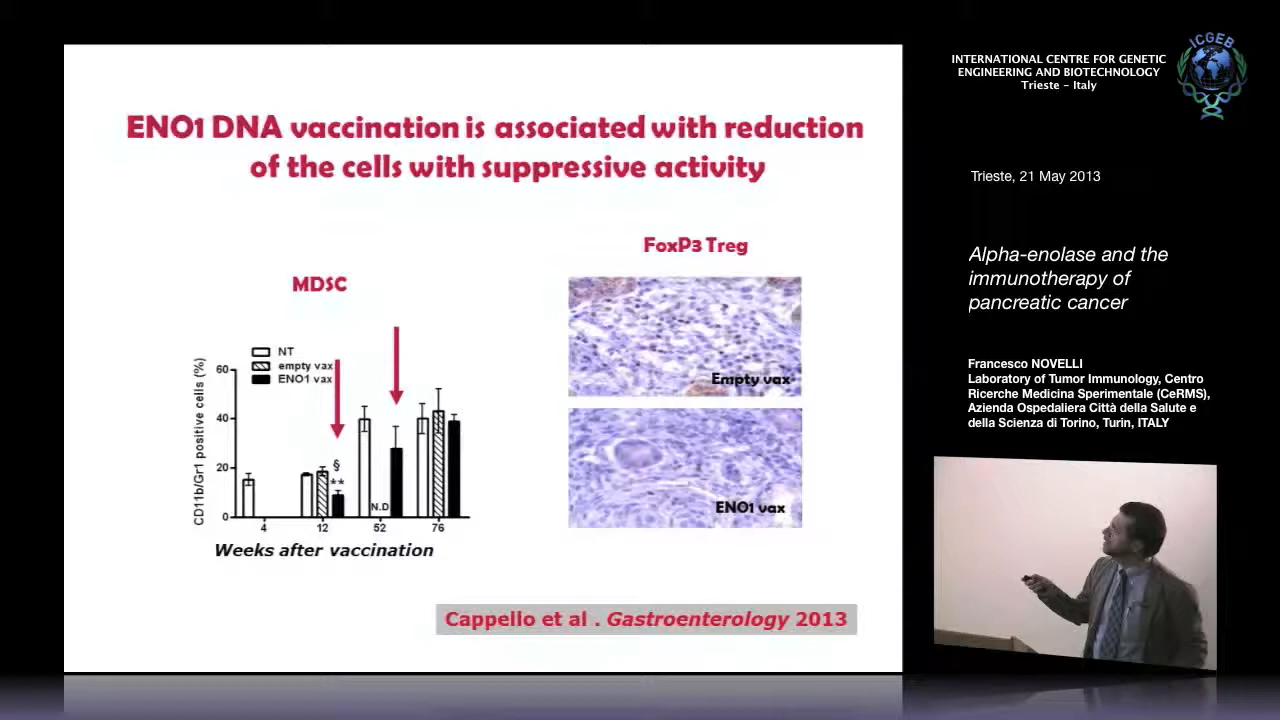 ENO1 DNA vaccination is associated with reduction
of the cells with suppressive activity
MDSC
NT
empty vax
ENO1 vax
CD11b/Gr1 positive cells (%)
60
40
20
0
§
**
N.D
4
12
52
76
Weeks after vaccination
FoxP3 Treg
Empty vax
ENO1 vax
Cappello et al . Gastroenterology 2013
INTERNATIONAL CENTRE FOR GENETIC
ENGINEERING AND BIOTECHNOLOGY
Trieste – Italy
ICGEB
Trieste, 21 May 2013
Alpha-enolase and the
immunotherapy of
pancreatic cancer
Francesco NOVELLI
Laboratory of Tumor Immunology, Centro
Ricerche Medicina Sperimentale (CeRMS),
Azienda Ospedaliera Città della Salute e
della Scienza di Torino, Turin, ITALY